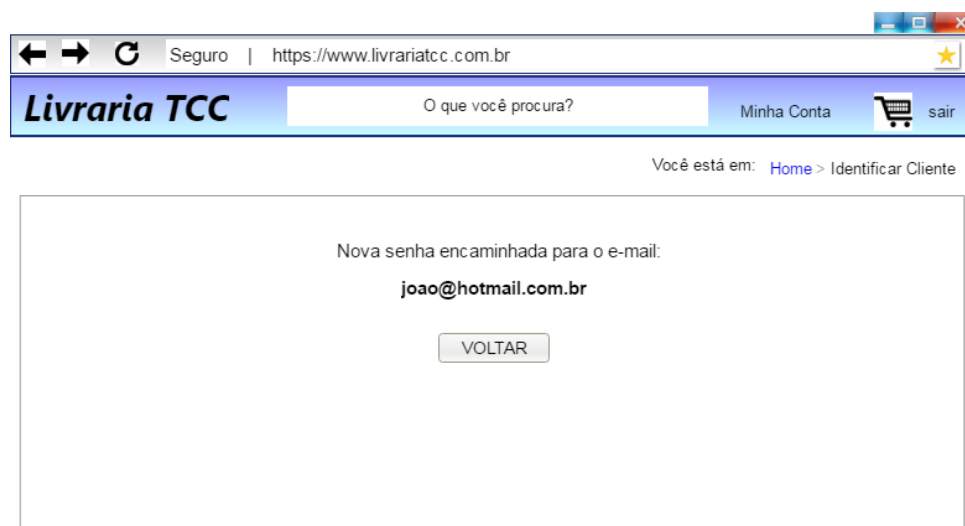 Seguro | https://www.livrariatcc.com.br
Livraria TCC O que você procura? Minha Conta sair
Você está em: Home > Identificar Cliente
Nova senha encaminhada para o e-mail:
joao@hotmail.com.br
VOLTAR